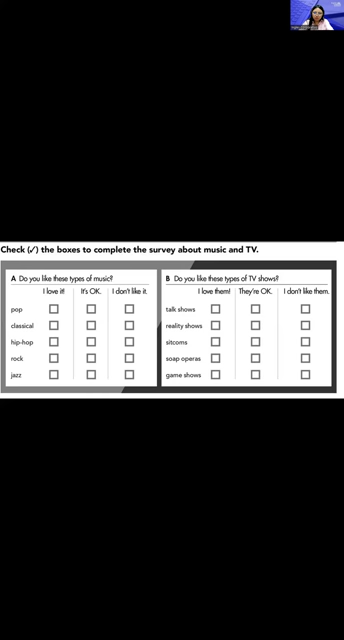 Check (✓) the boxes to complete the survey about music and TV.
A Do you like these types of music?
I love it! It's OK. I don't like it.
pop
classical
hip-hop
rock
jazz
B Do you like these types of TV shows?
I love them! They're OK. I don't like them.
talk shows
reality shows
sitcoms
soap operas
game shows